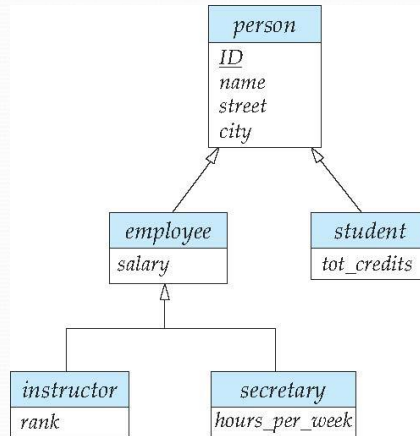 person
ID
name
street
city
employee
salary
student
tot_credits
instructor
rank
secretary
hours_per_week